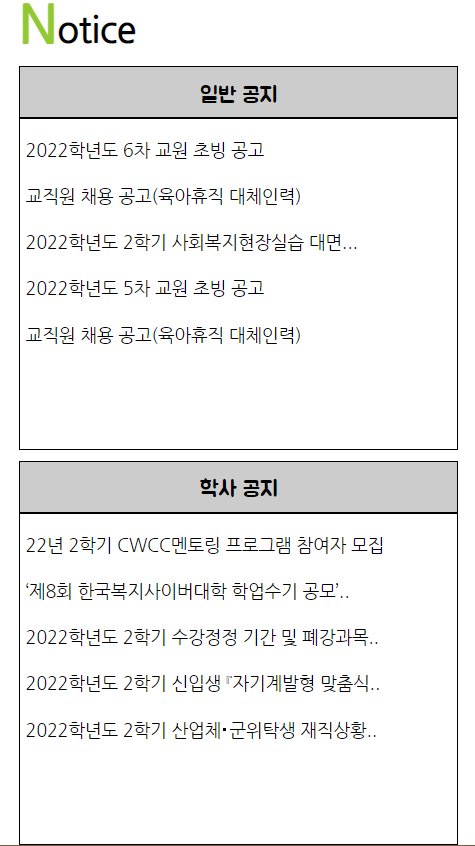 Notice
일반 공지
2022학년도 6차 교원 초빙 공고
교직원 채용 공고(육아휴직 대체인력)
2022학년도 2학기 사회복지현장실습 대면...
2022학년도 5차 교원 초빙 공고
교직원 채용 공고(육아휴직 대체인력)
학사 공지
22년 2학기 CWCC멘토링 프로그램 참여자 모집
‘제8회 한국복지사이버대학 학업수기 공모’..
2022학년도 2학기 수강정정 기간 및 폐강과목..
2022학년도 2학기 신입생 『자기계발형 맞춤식..
2022학년도 2학기 산업체·군위탁생 재직상황..